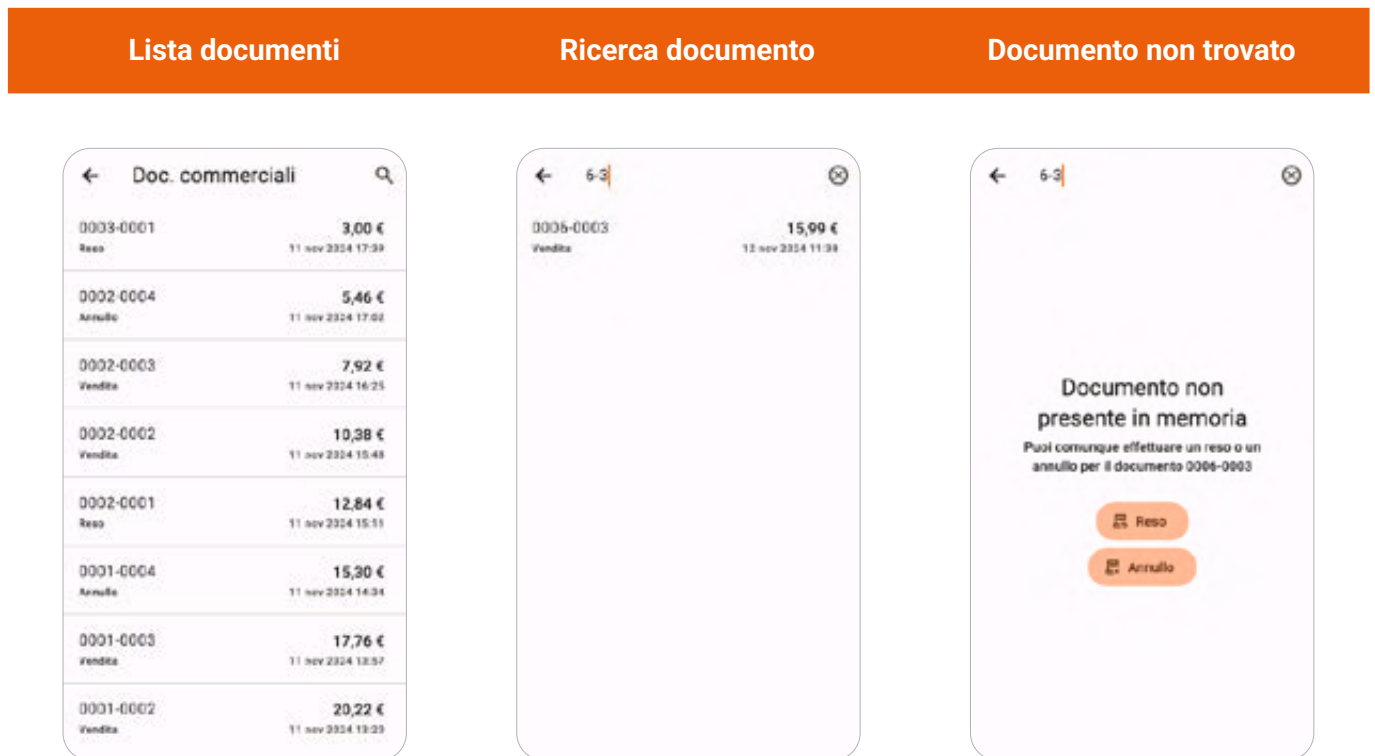 Lista documenti
Ricerca documento
Documento non trovato
Doc. commerciali
0003-0001 3,00 €
Reso 11 nov 2024 17:39
0002-0004 5,46 €
Annullo 11 nov 2024 17:02
0002-0003 7,92 €
Vendita 11 nov 2024 16:25
0002-0002 10,38 €
Vendita 11 nov 2024 15:48
0002-0001 12,84 €
Reso 11 nov 2024 15:11
0001-0004 15,30 €
Annullo 11 nov 2024 14:34
0001-0003 17,76 €
Vendita 11 nov 2024 13:57
0001-0002 20,22 €
Vendita 11 nov 2024
6-3
0006-0003 15,99 €
Vendita nov 2024
6-3
Documento non
presente in memoria
Puoi comunque effettuare un reso o un
annullo per il documento 0006-0003
Reso
Annullo